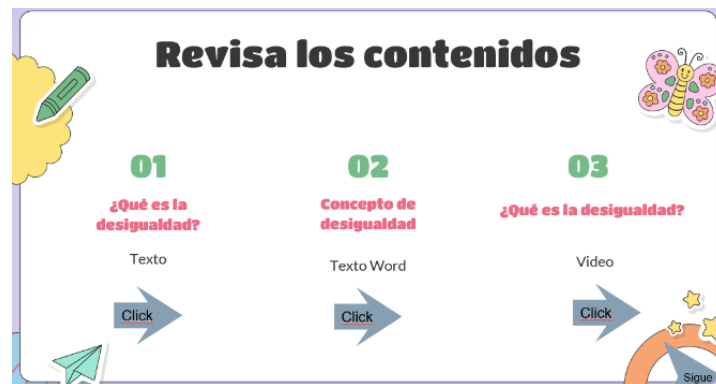 Revisa los contenidos
01
¿Qué es la
desigualdad?
Texto
Click
02
Concepto de
desigualdad
Texto Word
Click
03
¿Qué es la desigualdad?
Video
Click
Sigue